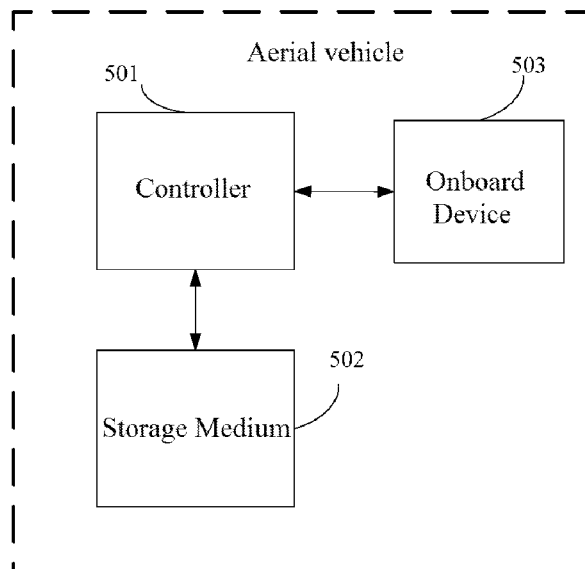 Aerial vehicle
501
503
Controller
Onboard
Device
502
Storage Medium